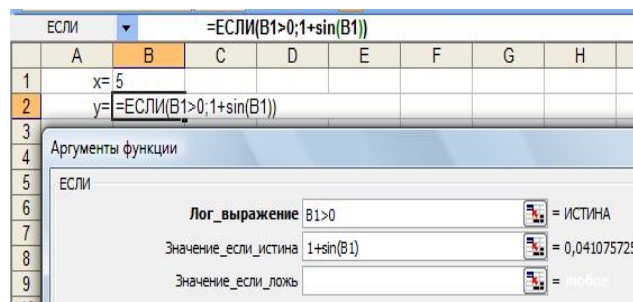 ЕСЛИ =ЕСЛИ(B1>0;1+sin(B1))
A B C D E F G H
1 x= 5
2 y= =ЕСЛИ(B1>0;1+sin(B1))
3
4 Аргументы функции
5 ЕСЛИ
6 Лог_выражение B1>0 = ИСТИНА
7
8 Значение_если_истина 1+sin(B1) = 0,041075725
9 Значение_если_ложь = любое